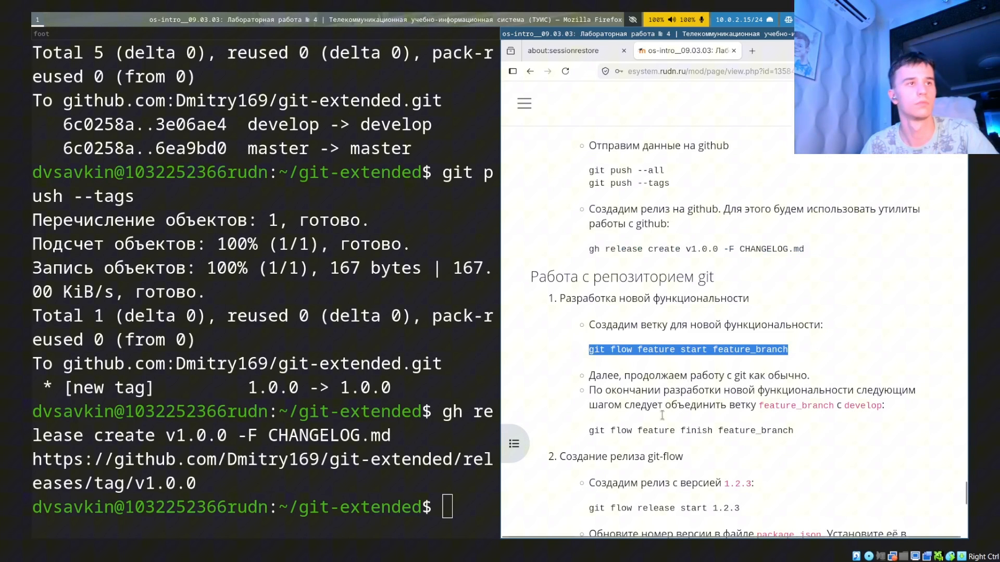 1
os-intro__09.03.03: Лабораторная работа № 4 | Телекоммуникационная учебно-информационная система (ТУИС) — Mozilla Firefox
100% 100%
10.0.2.15/24
foot
Total 5 (delta 0), reused 0 (delta 0), pack-r
eused 0 (from 0)
To github.com:Dmitry169/git-extended.git
6c0258a..3e06ae4 develop -> develop
6c0258a..6ea9bd0 master -> master
dvsavkin@1032252366rudn:~/git-extended$ git p
ush --tags
Перечисление объектов: 1, готово.
Подсчет объектов: 100% (1/1), готово.
Запись объектов: 100% (1/1), 167 bytes | 167.
00 KiB/s, готово.
Total 1 (delta 0), reused 0 (delta 0), pack-r
eused 0 (from 0)
To github.com:Dmitry169/git-extended.git
* [new tag] 1.0.0 -> 1.0.0
dvsavkin@1032252366rudn:~/git-extended$ gh re
lease create v1.0.0 -F CHANGELOG.md
https://github.com/Dmitry169/git-extended/rel
eases/tag/v1.0.0
dvsavkin@1032252366rudn:~/git-extended$
os-intro__09.03.03: Лабораторная работа № 4 | Телекоммуникационная учебно-и
about:sessionrestore
os-intro__09.03.03: Лаб
esystem.rudn.ru/mod/page/view.php?id=1358
Отправим данные на github
git push --all
git push --tags
Создадим релиз на github. Для этого будем использовать утилиты
работы с github:
gh release create v1.0.0 -F CHANGELOG.md
Работа с репозиторием git
1. Разработка новой функциональности
Создадим ветку для новой функциональности:
git flow feature start feature_branch
Далее, продолжаем работу с git как обычно.
По окончании разработки новой функциональности следующим
шагом следует объединить ветку feature_branch с develop:
git flow feature finish feature_branch
2. Создание релиза git-flow
Создадим релиз с версией 1.2.3:
git flow release start 1.2.3
Обновите номер версии в файле package.json. Установите её в
Right Ctrl